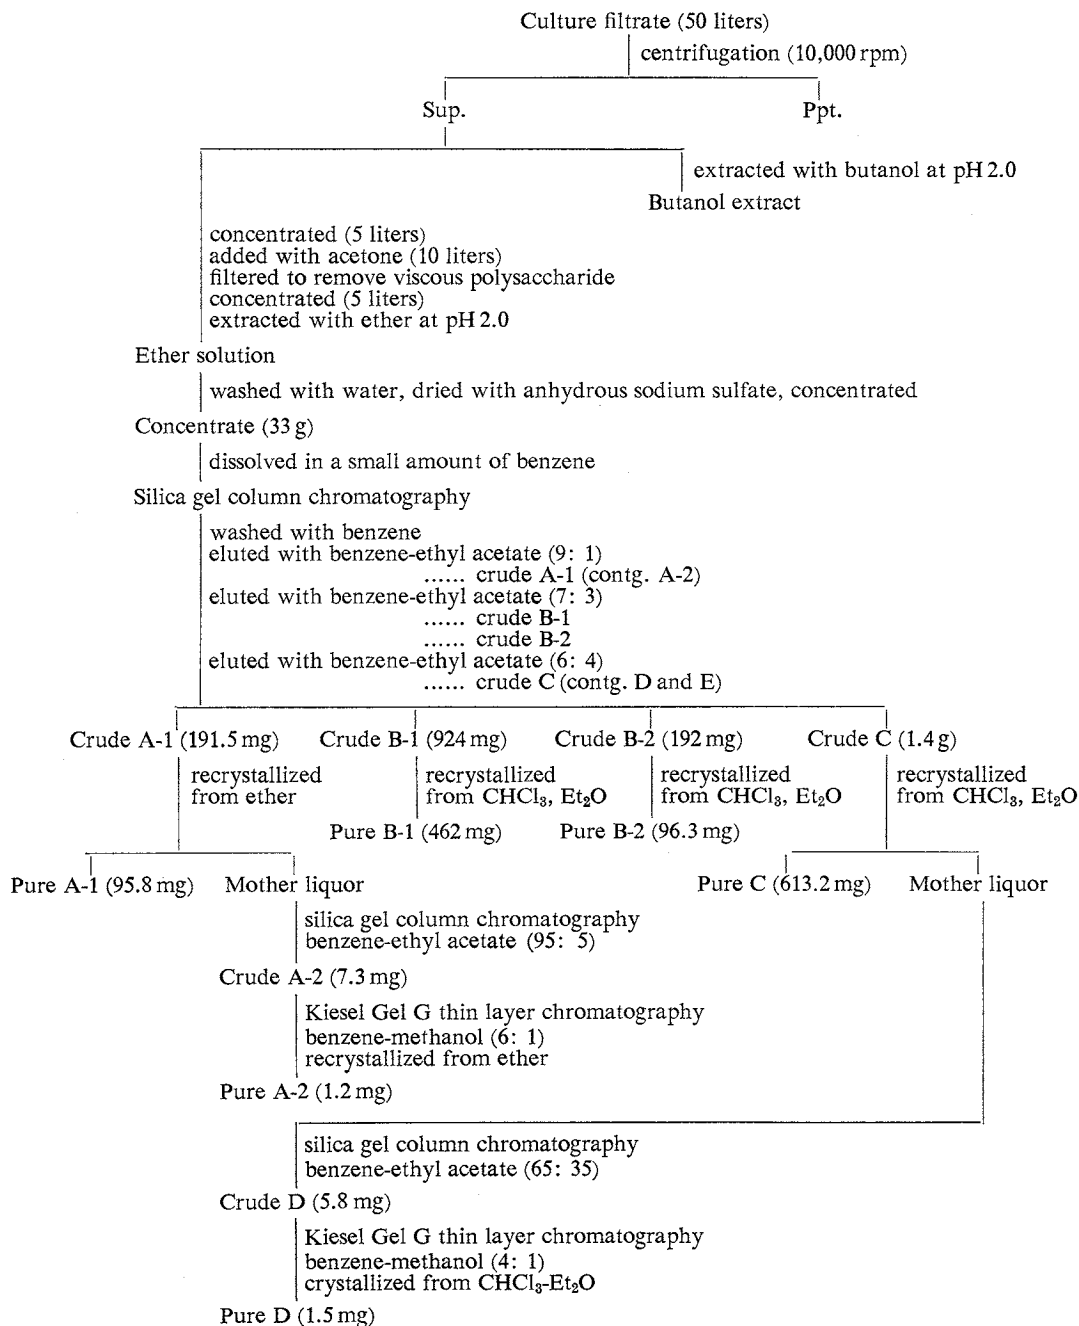 Culture filtrate (50 liters)
centrifugation (10,000 rpm)
Sup.
Ppt.
extracted with butanol at pH 2.0
Butanol extract
concentrated (5 liters)
added with acetone (10 liters)
filtered to remove viscous polysaccharide
concentrated (5 liters)
extracted with ether at pH 2.0
Ether solution
washed with water, dried with anhydrous sodium sulfate, concentrated
Concentrate (33 g)
dissolved in a small amount of benzene
Silica gel column chromatography
washed with benzene
eluted with benzene-ethyl acetate (9: 1)
...... crude A-1 (contg. A-2)
eluted with benzene-ethyl acetate (7: 3)
...... crude B-1
...... crude B-2
eluted with benzene-ethyl acetate (6: 4)
...... crude C (contg. D and E)
Crude A-1 (191.5 mg) Crude B-1 (924 mg) Crude B-2 (192 mg) Crude C (1.4 g)
recrystallized recrystallized recrystallized recrystallized
from ether from CHCl₃, Et₂O from CHCl₃, Et₂O from CHCl₃, Et₂O
Pure B-1 (462 mg) Pure B-2 (96.3 mg)
Pure A-1 (95.8 mg) Mother liquor Pure C (613.2 mg) Mother liquor
silica gel column chromatography
benzene-ethyl acetate (95: 5)
Crude A-2 (7.3 mg)
Kiesel Gel G thin layer chromatography
benzene-methanol (6: 1)
recrystallized from ether
Pure A-2 (1.2 mg)
silica gel column chromatography
benzene-ethyl acetate (65: 35)
Crude D (5.8 mg)
Kiesel Gel G thin layer chromatography
benzene-methanol (4: 1)
crystallized from CHCl₃-Et₂O
Pure D (1.5 mg)